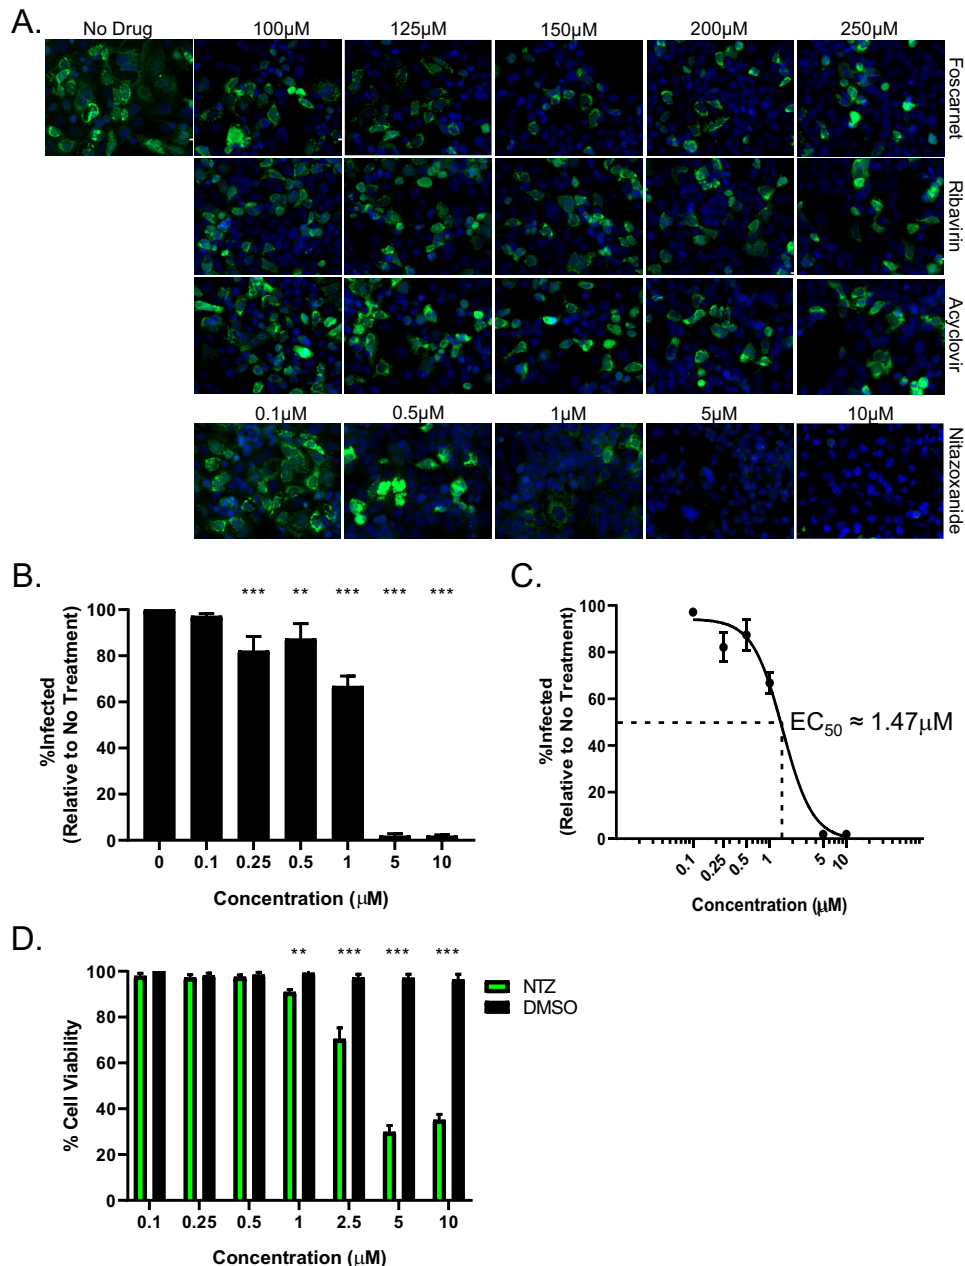 A.
No Drug 100μM 125μM 150μM 200μM 250μM
Foscarnet
Ribavirin
Acyclovir
0.1μM 0.5μM 1μM 5μM 10μM
Nitazoxanide
B.
*** ** *** *** ***
%Infected
(Relative to No Treatment)
100
80
60
40
20
0
0 0.1 0.25 0.5 1 5 10
Concentration (μM)
C.
%Infected
(Relative to No Treatment)
100
80
60
40
20
0
EC50 ≈ 1.47μM
0.1 0.25 0.5 1 5 10
Concentration (μM)
D.
** *** *** ***
% Cell Viability
100
80
60
40
20
0
NTZ
DMSO
0.1 0.25 0.5 1 2.5 5 10
Concentration (μM)